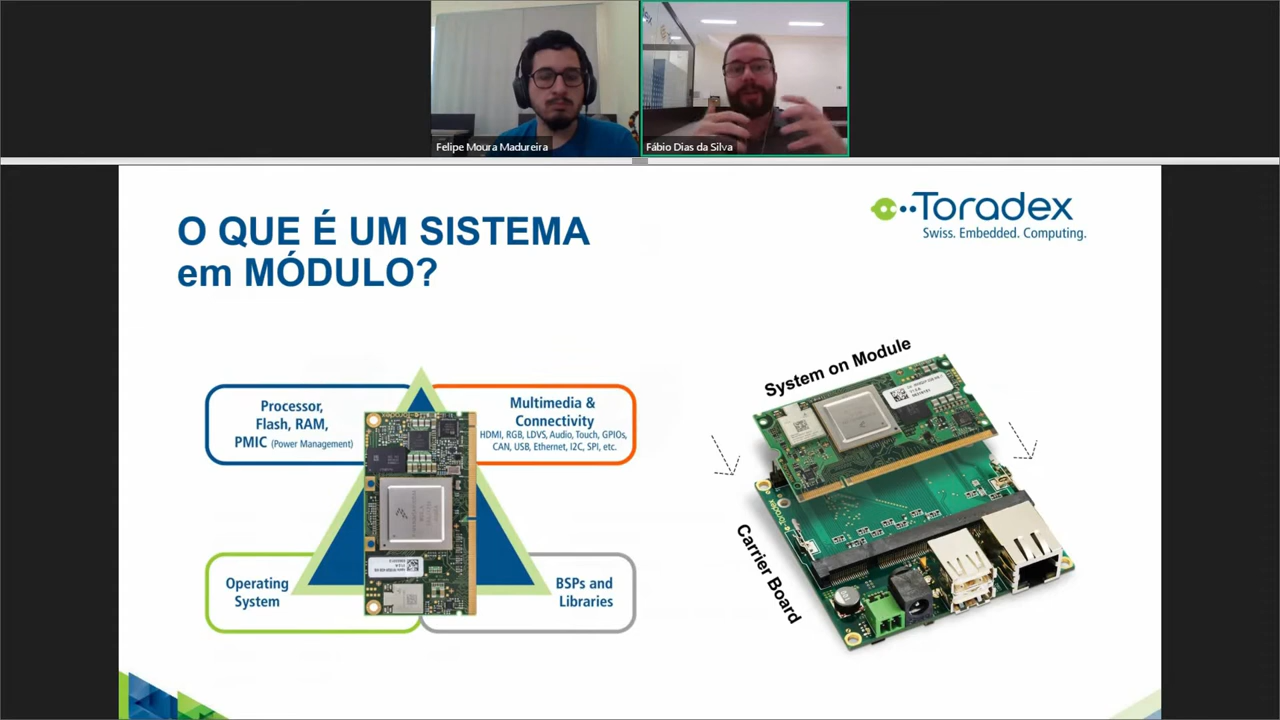 Felipe Moura Madureira
Fábio Dias da Silva
O QUE É UM SISTEMA
em MÓDULO?
Toradex
Swiss. Embedded. Computing.
Processor,
Flash, RAM,
PMIC (Power Management)
Multimedia &
Connectivity
HDMI, RGB, LDVS, Audio, Touch, GPIOs,
CAN, USB, Ethernet, I2C, SPI, etc.
Operating
System
BSPs and
Libraries
System on Module
Carrier Board
Toradex